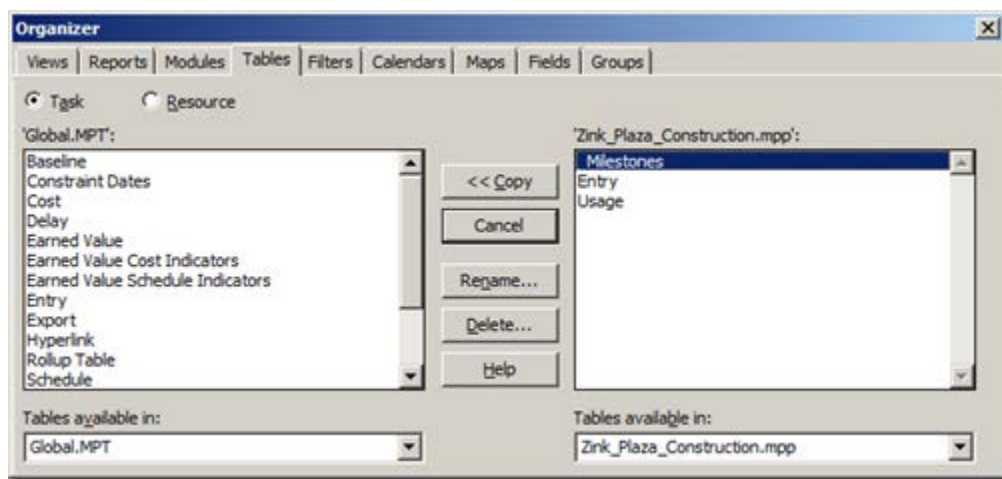 Organizer
Views Reports Modules Tables Filters Calendars Maps Fields Groups
Task Resource
'Global.MPT': 'Zink_Plaza_Construction.mpp':
Baseline _Milestones
Constraint Dates << Copy Entry
Cost Usage
Delay Cancel
Earned Value
Earned Value Cost Indicators
Earned Value Schedule Indicators Rename...
Entry
Export Delete...
Hyperlink
Rollup Table Help
Schedule
Tables available in: Tables available in:
Global.MPT Zink_Plaza_Construction.mpp